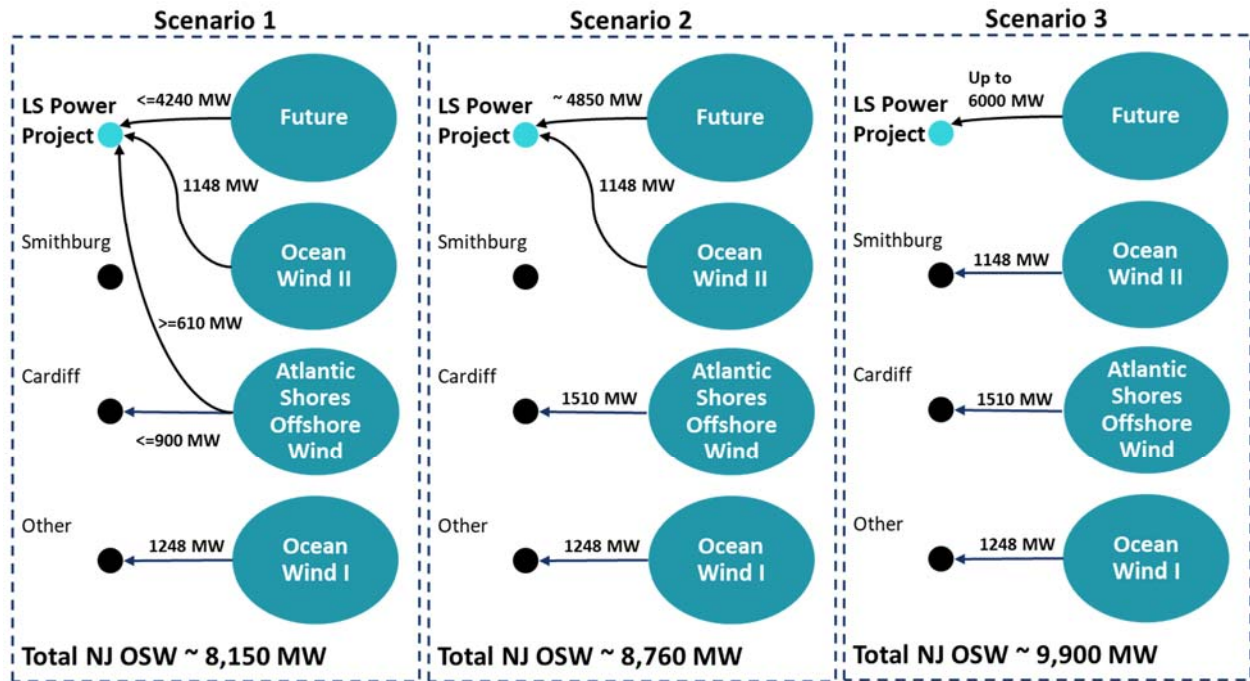 Scenario 1
LS Power
Project
<=4240 MW
Future
1148 MW
Smithburg
Ocean
Wind II
>=610 MW
Cardiff
Atlantic
Shores
Offshore
Wind
<=900 MW
Other
1248 MW
Ocean
Wind I
Total NJ OSW ~ 8,150 MW
Scenario 2
LS Power
Project
~ 4850 MW
Future
1148 MW
Smithburg
Ocean
Wind II
Cardiff
1510 MW
Atlantic
Shores
Offshore
Wind
Other
1248 MW
Ocean
Wind I
Total NJ OSW ~ 8,760 MW
Scenario 3
LS Power
Project
Up to
6000 MW
Future
Smithburg
1148 MW
Ocean
Wind II
Cardiff
1510 MW
Atlantic
Shores
Offshore
Wind
Other
1248 MW
Ocean
Wind I
Total NJ OSW ~ 9,900 MW